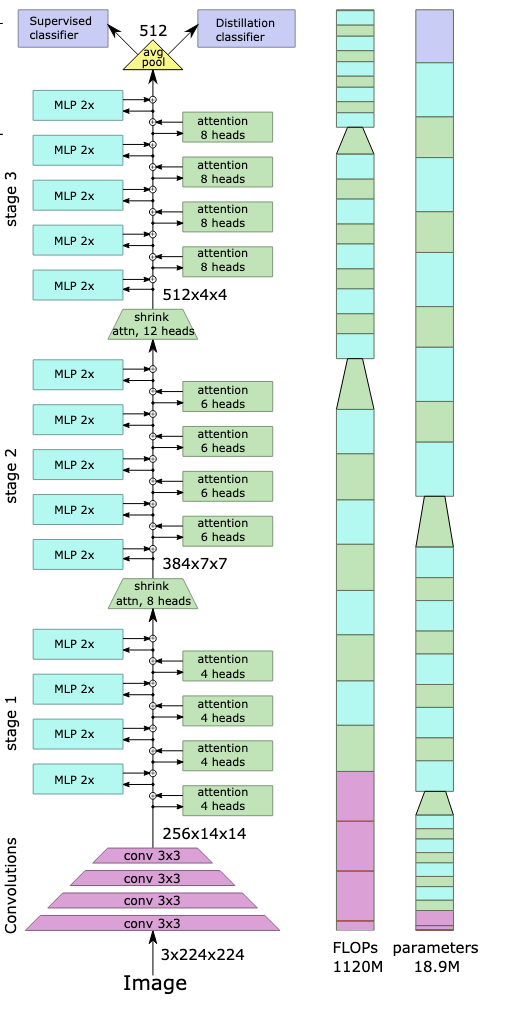 Supervised
classifier
512
Distillation
classifier
avg
pool
MLP 2x
attention
8 heads
MLP 2x
attention
8 heads
MLP 2x
attention
8 heads
MLP 2x
attention
8 heads
MLP 2x
stage 3
512x4x4
shrink
attn, 12 heads
MLP 2x
attention
6 heads
MLP 2x
attention
6 heads
MLP 2x
attention
6 heads
MLP 2x
attention
6 heads
MLP 2x
stage 2
384x7x7
shrink
attn, 8 heads
MLP 2x
attention
4 heads
MLP 2x
attention
4 heads
MLP 2x
attention
4 heads
MLP 2x
attention
4 heads
stage 1
256x14x14
Convolutions
conv 3x3
conv 3x3
conv 3x3
conv 3x3
3x224x224
Image
FLOPs
1120M
parameters
18.9M